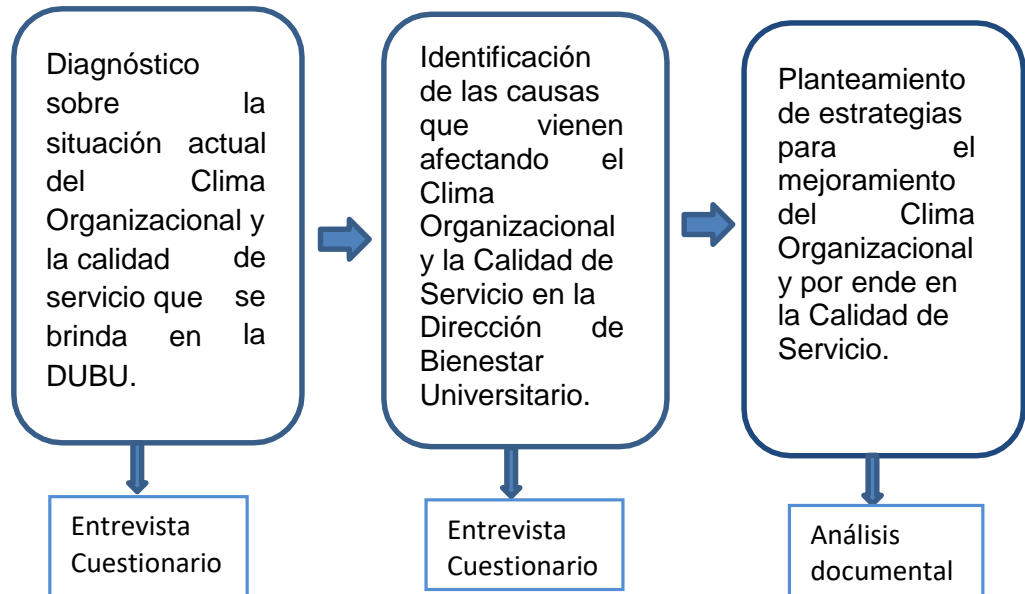 Diagnóstico
sobre la
situación actual
del Clima
Organizacional y
la calidad de
servicio que se
brinda en la
DUBU.
Identificación
de las causas
que vienen
afectando el
Clima
Organizacional
y la Calidad de
Servicio en la
Dirección de
Bienestar
Universitario.
Planteamiento
de estrategias
para el
mejoramiento
del Clima
Organizacional
y por ende en
la Calidad de
Servicio.
Entrevista
Cuestionario
Entrevista
Cuestionario
Análisis
documental